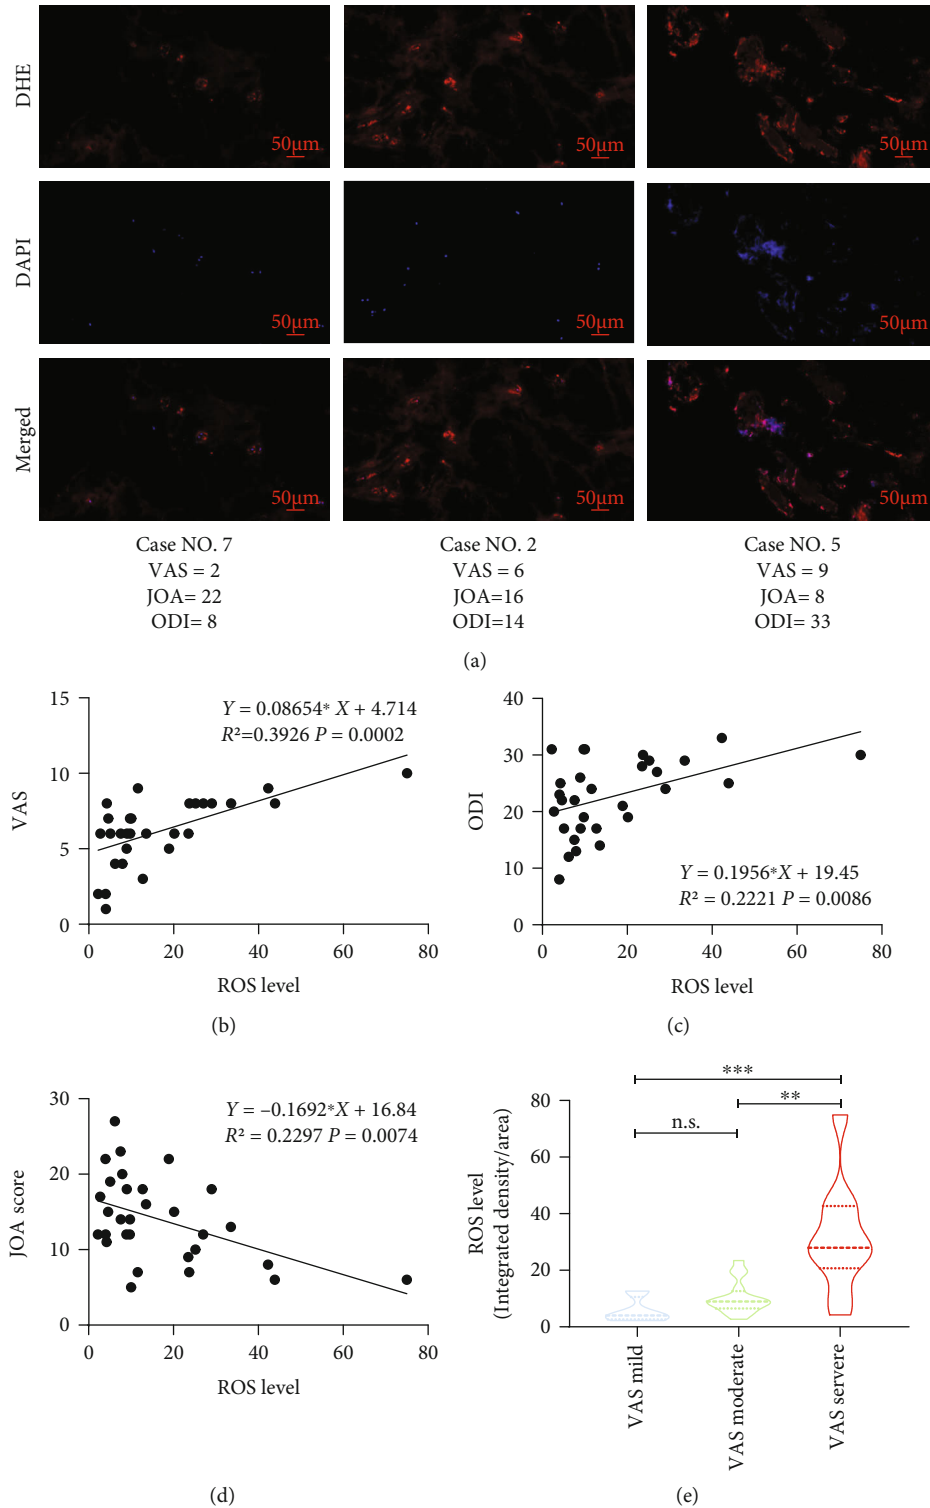 DHE
50μm
50μm
50μm
DAPI
50μm
50μm
50μm
Merged
50μm
50μm
50μm
Case NO. 7
VAS = 2
JOA= 22
ODI= 8
Case NO. 2
VAS = 6
JOA=16
ODI=14
Case NO. 5
VAS = 9
JOA= 8
ODI= 33
(a)
15
10
5
0
VAS
Y = 0.08654* X + 4.714
R²=0.3926 P = 0.0002
0 20 40 60 80
ROS level
(b)
40
30
20
10
0
ODI
Y = 0.1956*X + 19.45
R² = 0.2221 P = 0.0086
0 20 40 60 80
ROS level
(c)
30
20
10
0
JOA score
Y = –0.1692*X + 16.84
R² = 0.2297 P = 0.0074
0 20 40 60 80
ROS level
(d)
***
**
n.s.
80
60
40
20
0
ROS level
(Integrated density/area)
VAS mild
VAS moderate
VAS servere
(e)